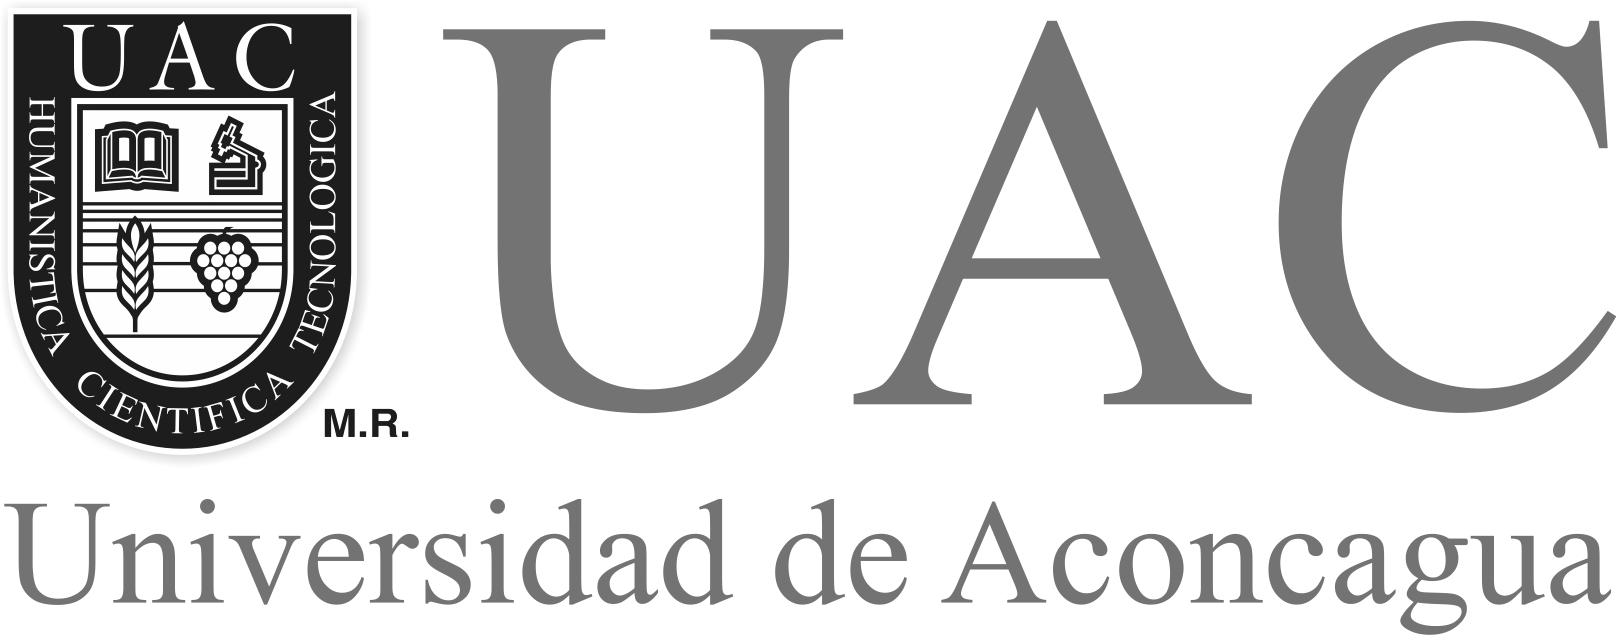 UAC
HUMANISTICA
CIENTIFICA
TECNOLOGICA
M.R.
UAC
Universidad de Aconcagua